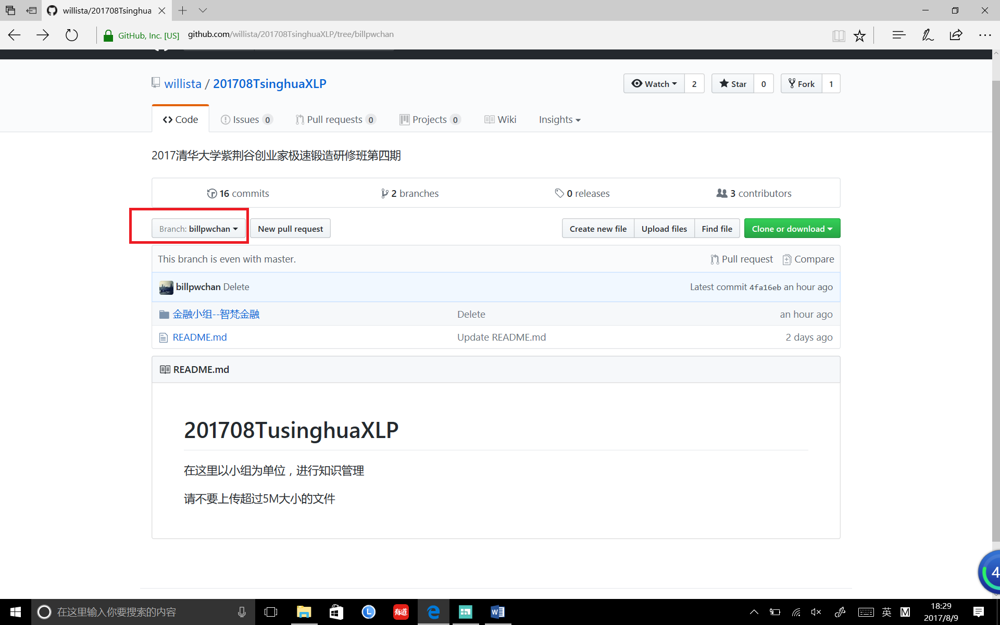 willista/201708Tsinghua
GitHub, Inc. [US] github.com/willista/201708TsinghuaXLP/tree/billpwchan
willista / 201708TsinghuaXLP
Watch 2 Star 0 Fork 1
Code Issues 0 Pull requests 0 Projects 0 Wiki Insights
2017清华大学紫荆谷创业家极速锻造研修班第四期
16 commits 2 branches 0 releases 3 contributors
Branch: billpwchan New pull request Create new file Upload files Find file Clone or download
This branch is even with master. Pull request Compare
billpwchan Delete Latest commit 4fa16eb an hour ago
金融小组--智梵金融 Delete an hour ago
README.md Update README.md 2 days ago
README.md
201708TusinghuaXLP
在这里以小组为单位，进行知识管理
请不要上传超过5M大小的文件
4
在这里输入你要搜索的内容 有道 英 M 18:29
2017/8/9